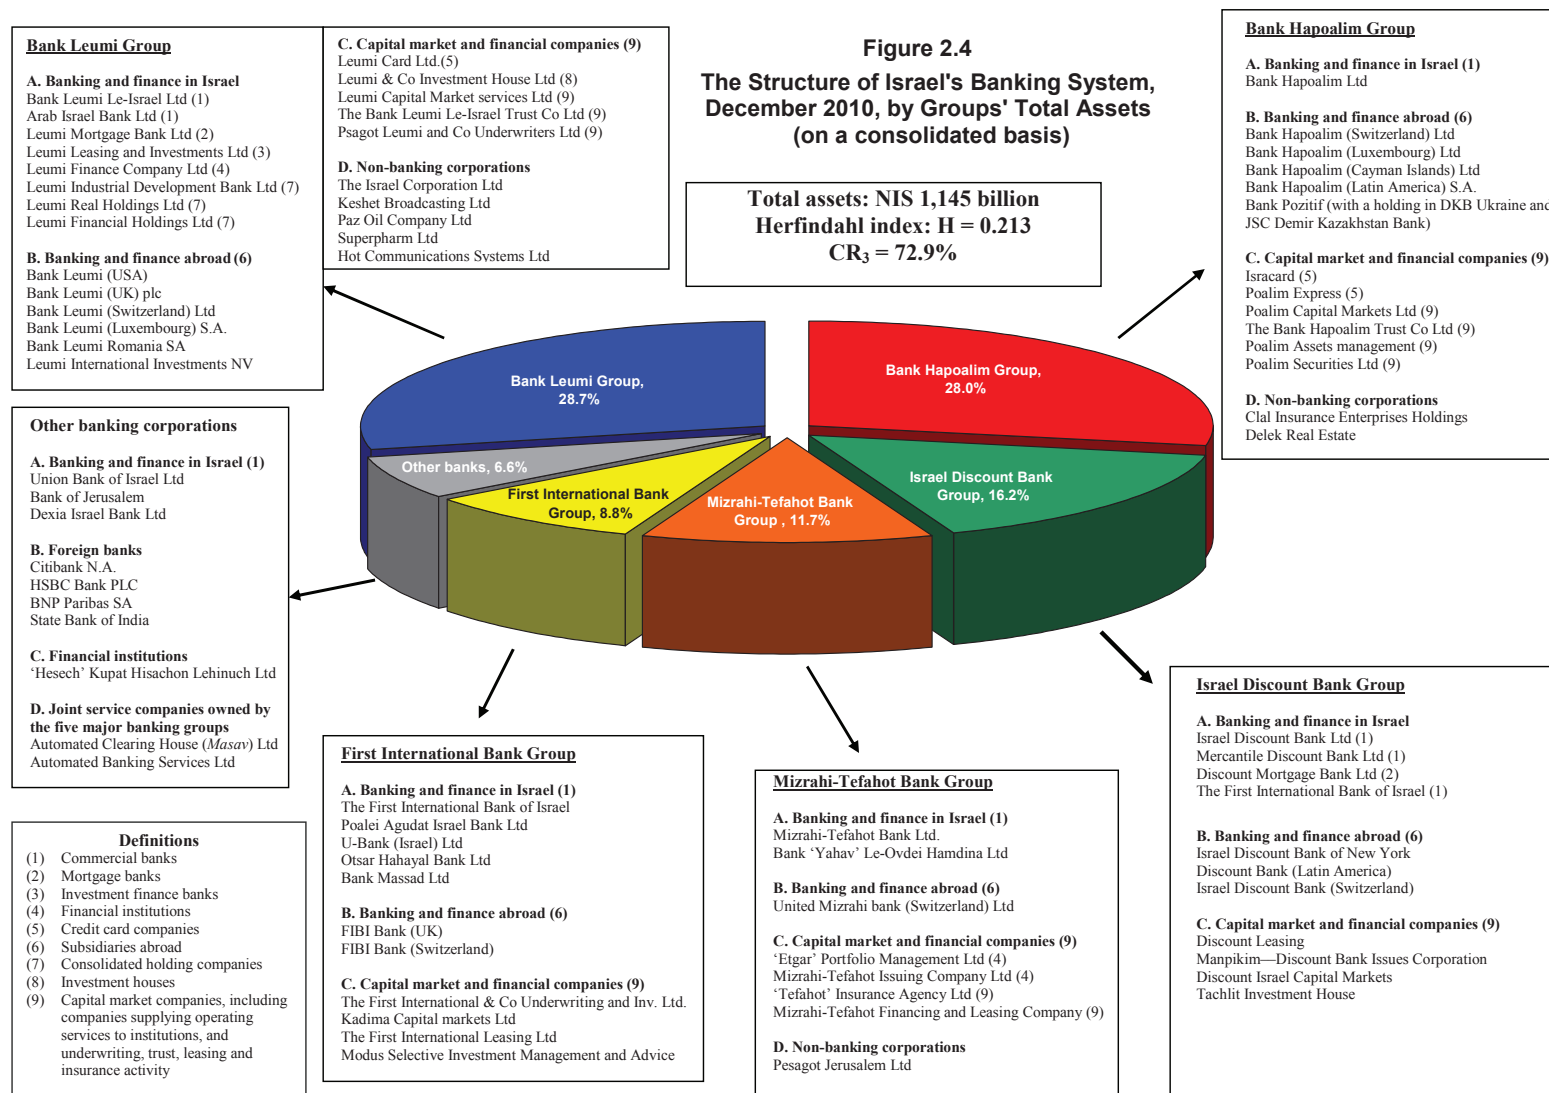 Bank Leumi Group
A. Banking and finance in Israel
Bank Leumi Le-Israel Ltd (1)
Arab Israel Bank Ltd (1)
Leumi Mortgage Bank Ltd (2)
Leumi Leasing and Investments Ltd (3)
Leumi Finance Company Ltd (4)
Leumi Industrial Development Bank Ltd (7)
Leumi Real Holdings Ltd (7)
Leumi Financial Holdings Ltd (7)
B. Banking and finance abroad (6)
Bank Leumi (USA)
Bank Leumi (UK) plc
Bank Leumi (Switzerland) Ltd
Bank Leumi (Luxembourg) S.A.
Bank Leumi Romania SA
Leumi International Investments NV
C. Capital market and financial companies (9)
Leumi Card Ltd.(5)
Leumi & Co Investment House Ltd (8)
Leumi Capital Market services Ltd (9)
The Bank Leumi Le-Israel Trust Co Ltd (9)
Psagot Leumi and Co Underwriters Ltd (9)
D. Non-banking corporations
The Israel Corporation Ltd
Keshet Broadcasting Ltd
Paz Oil Company Ltd
Superpharm Ltd
Hot Communications Systems Ltd
Figure 2.4
The Structure of Israel's Banking System,
December 2010, by Groups' Total Assets
(on a consolidated basis)
Total assets: NIS 1,145 billion
Herfindahl index: H = 0.213
CR₃ = 72.9%
Bank Hapoalim Group
A. Banking and finance in Israel (1)
Bank Hapoalim Ltd
B. Banking and finance abroad (6)
Bank Hapoalim (Switzerland) Ltd
Bank Hapoalim (Luxembourg) Ltd
Bank Hapoalim (Cayman Islands) Ltd
Bank Hapoalim (Latin America) S.A.
Bank Pozitif (with a holding in DKB Ukraine and
JSC Demir Kazakhstan Bank)
C. Capital market and financial companies (9)
Isracard (5)
Poalim Express (5)
Poalim Capital Markets Ltd (9)
The Bank Hapoalim Trust Co Ltd (9)
Poalim Assets management (9)
Poalim Securities Ltd (9)
D. Non-banking corporations
Clal Insurance Enterprises Holdings
Delek Real Estate
Bank Leumi Group,
28.7%
Bank Hapoalim Group,
28.0%
Other banks, 6.6%
First International Bank
Group, 8.8%
Mizrahi-Tefahot Bank
Group , 11.7%
Israel Discount Bank
Group, 16.2%
Other banking corporations
A. Banking and finance in Israel (1)
Union Bank of Israel Ltd
Bank of Jerusalem
Dexia Israel Bank Ltd
B. Foreign banks
Citibank N.A.
HSBC Bank PLC
BNP Paribas SA
State Bank of India
C. Financial institutions
‘Hesech’ Kupat Hisachon Lehinuch Ltd
D. Joint service companies owned by
the five major banking groups
Automated Clearing House (Masav) Ltd
Automated Banking Services Ltd
Definitions
(1) Commercial banks
(2) Mortgage banks
(3) Investment finance banks
(4) Financial institutions
(5) Credit card companies
(6) Subsidiaries abroad
(7) Consolidated holding companies
(8) Investment houses
(9) Capital market companies, including
companies supplying operating
services to institutions, and
underwriting, trust, leasing and
insurance activity
First International Bank Group
A. Banking and finance in Israel (1)
The First International Bank of Israel
Poalei Agudat Israel Bank Ltd
U-Bank (Israel) Ltd
Otsar Hahayal Bank Ltd
Bank Massad Ltd
B. Banking and finance abroad (6)
FIBI Bank (UK)
FIBI Bank (Switzerland)
C. Capital market and financial companies (9)
The First International & Co Underwriting and Inv. Ltd.
Kadima Capital markets Ltd
The First International Leasing Ltd
Modus Selective Investment Management and Advice
Mizrahi-Tefahot Bank Group
A. Banking and finance in Israel (1)
Mizrahi-Tefahot Bank Ltd.
Bank ‘Yahav’ Le-Ovdei Hamdina Ltd
B. Banking and finance abroad (6)
United Mizrahi bank (Switzerland) Ltd
C. Capital market and financial companies (9)
‘Etgar’ Portfolio Management Ltd (4)
Mizrahi-Tefahot Issuing Company Ltd (4)
‘Tefahot’ Insurance Agency Ltd (9)
Mizrahi-Tefahot Financing and Leasing Company (9)
D. Non-banking corporations
Pesagot Jerusalem Ltd
Israel Discount Bank Group
A. Banking and finance in Israel
Israel Discount Bank Ltd (1)
Mercantile Discount Bank Ltd (1)
Discount Mortgage Bank Ltd (2)
The First International Bank of Israel (1)
B. Banking and finance abroad (6)
Israel Discount Bank of New York
Discount Bank (Latin America)
Israel Discount Bank (Switzerland)
C. Capital market and financial companies (9)
Discount Leasing
Manpikim—Discount Bank Issues Corporation
Discount Israel Capital Markets
Tachlit Investment House